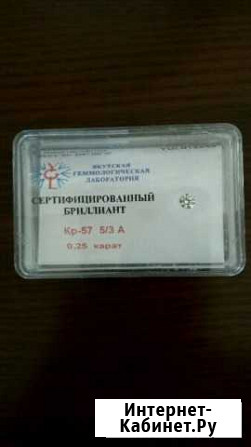 ЯКУТСКАЯ
ГЕММОЛОГИЧЕСКАЯ
ЛАБОРАТОРИЯ
СЕРТИФИЦИРОВАННЫЙ
БРИЛЛИАНТ
Кр-57 5/3 А
0,25 карат
Интернет-
Кабинет.Ру